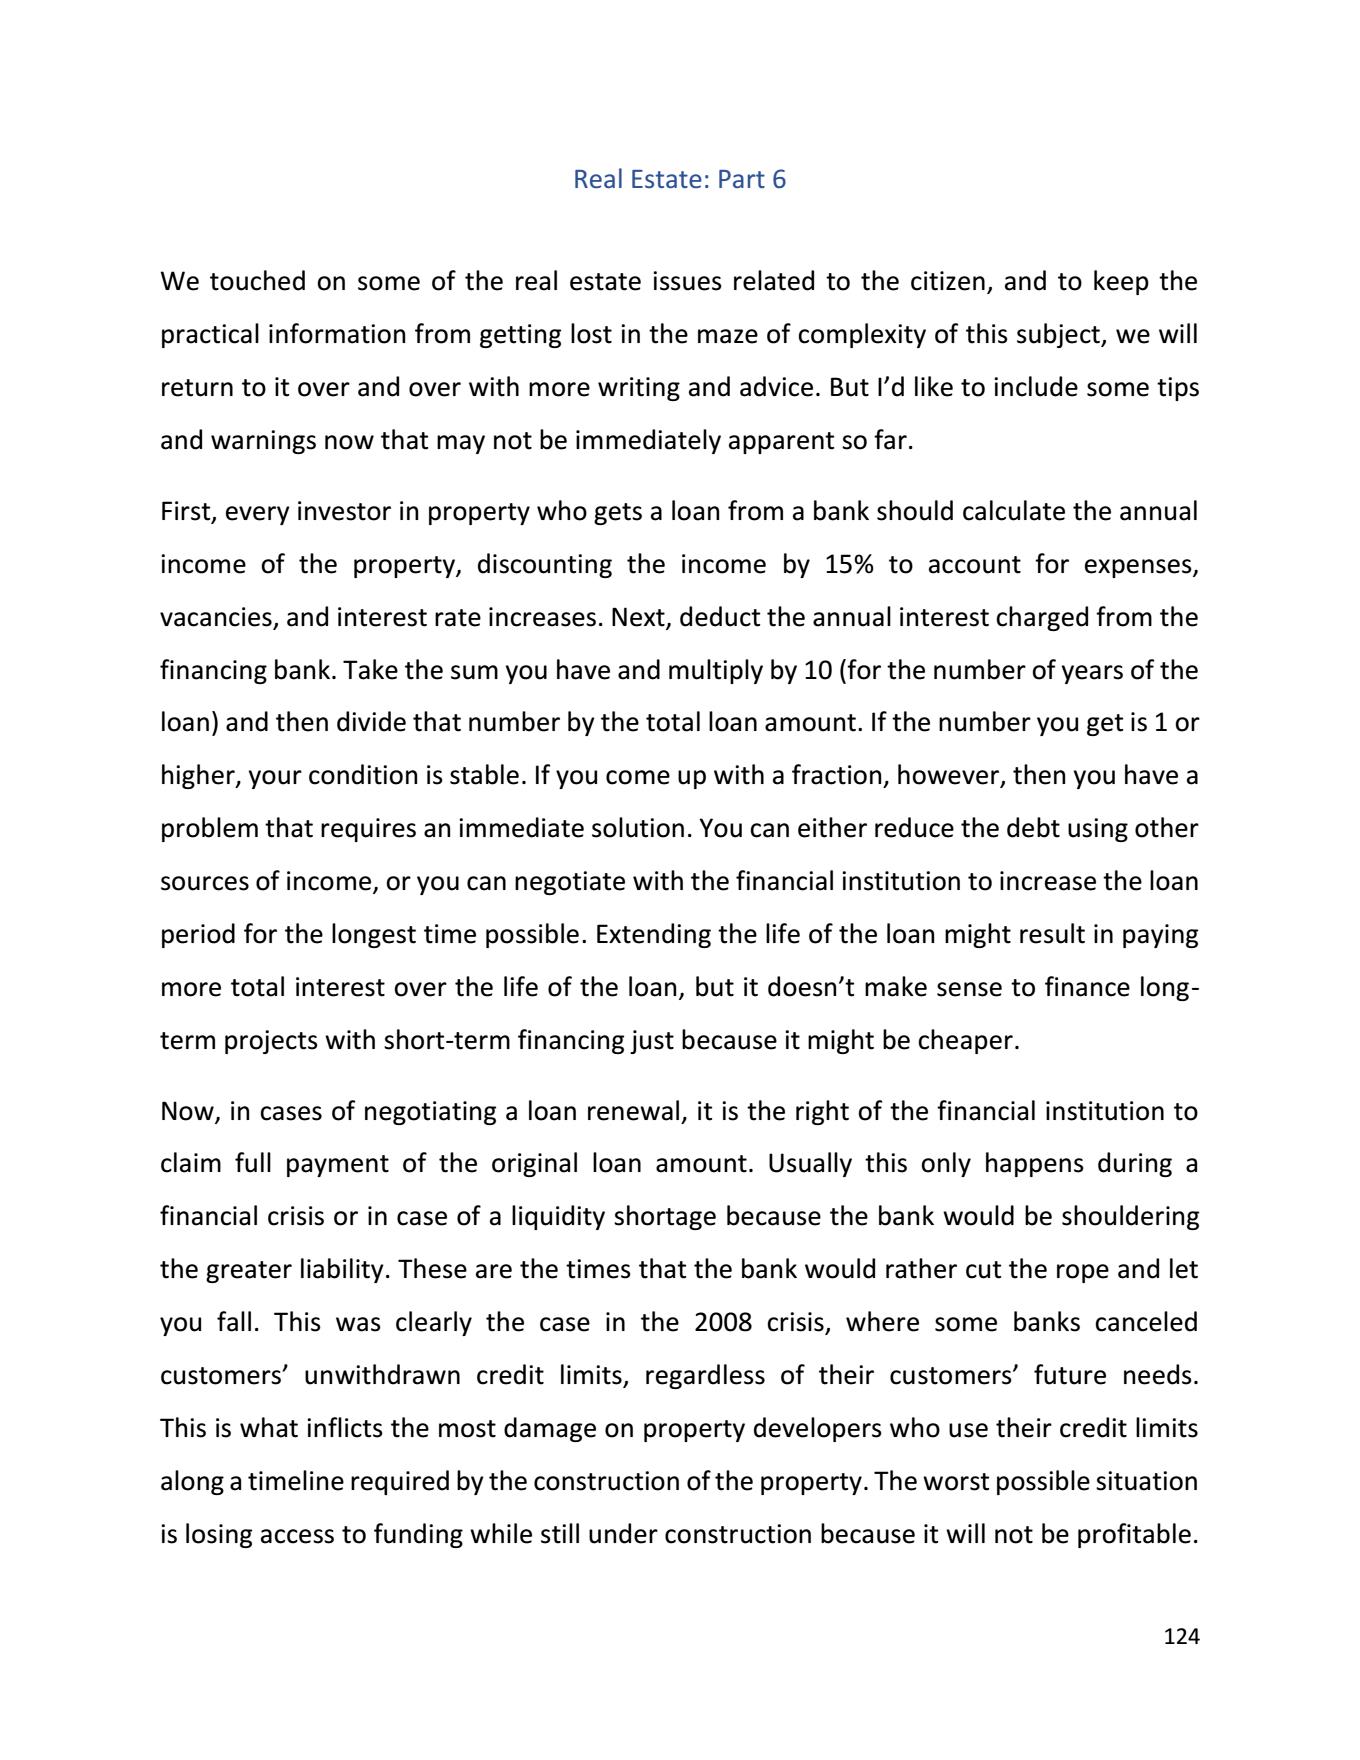 Real Estate: Part 6
We touched on some of the real estate issues related to the citizen, and to keep the
practical information from getting lost in the maze of complexity of this subject, we will
return to it over and over with more writing and advice. But I’d like to include some tips
and warnings now that may not be immediately apparent so far.
First, every investor in property who gets a loan from a bank should calculate the annual
income of the property, discounting the income by 15% to account for expenses,
vacancies, and interest rate increases. Next, deduct the annual interest charged from the
financing bank. Take the sum you have and multiply by 10 (for the number of years of the
loan) and then divide that number by the total loan amount. If the number you get is 1 or
higher, your condition is stable. If you come up with a fraction, however, then you have a
problem that requires an immediate solution. You can either reduce the debt using other
sources of income, or you can negotiate with the financial institution to increase the loan
period for the longest time possible. Extending the life of the loan might result in paying
more total interest over the life of the loan, but it doesn’t make sense to finance long-
term projects with short-term financing just because it might be cheaper.
Now, in cases of negotiating a loan renewal, it is the right of the financial institution to
claim full payment of the original loan amount. Usually this only happens during a
financial crisis or in case of a liquidity shortage because the bank would be shouldering
the greater liability. These are the times that the bank would rather cut the rope and let
you fall. This was clearly the case in the 2008 crisis, where some banks canceled
customers’ unwithdrawn credit limits, regardless of their customers’ future needs.
This is what inflicts the most damage on property developers who use their credit limits
along a timeline required by the construction of the property. The worst possible situation
is losing access to funding while still under construction because it will not be profitable.
124